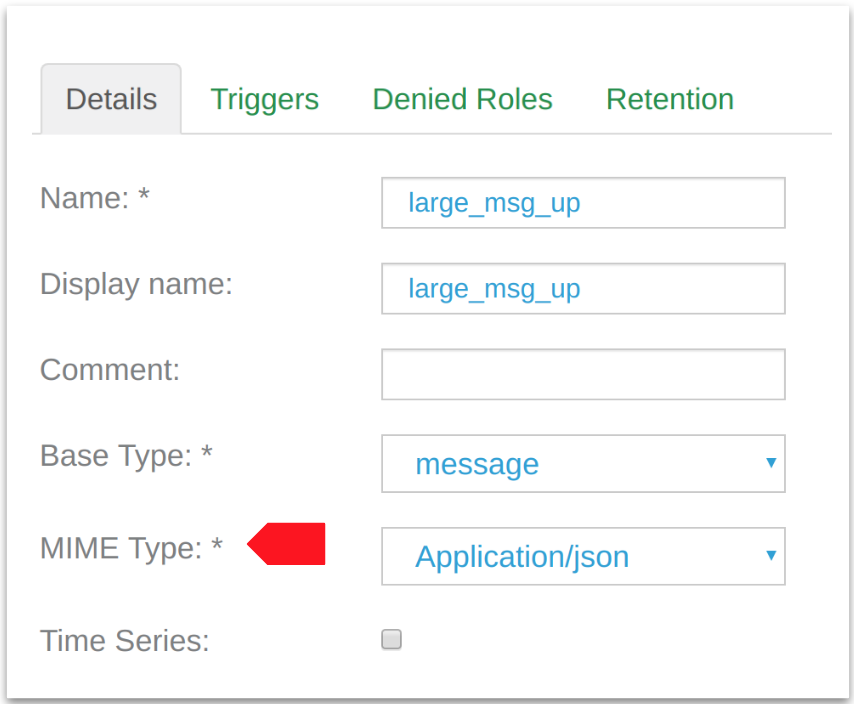 Details Triggers Denied Roles Retention
Name: * large_msg_up
Display name: large_msg_up
Comment:
Base Type: * message
MIME Type: * Application/json
Time Series: